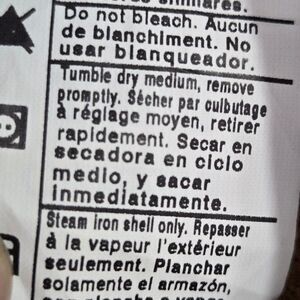 similares.
Do not bleach. Aucun
de blanchiment. No
usar blanqueador.
Tumble dry medium, remove
promptly. Sécher par culbutage
à réglage moyen, retirer
rapidement. Secar en
secadora en ciclo
medio, y sacar
inmediatamente.
Steam iron shell only. Repasser
à la vapeur l'extérieur
seulement. Planchar
solamente el armazón,